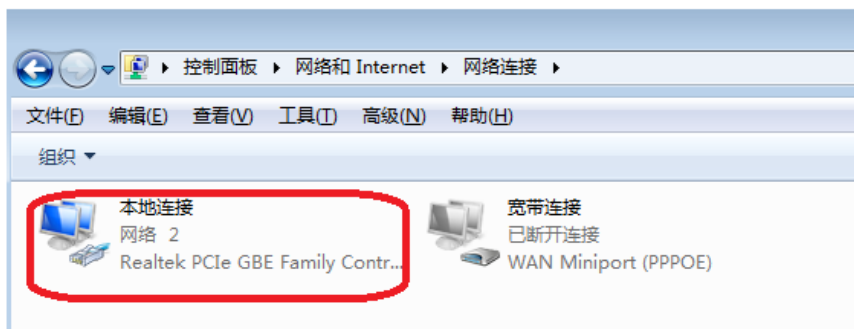 控制面板 网络和 Internet 网络连接
文件(F) 编辑(E) 查看(V) 工具(T) 高级(N) 帮助(H)
组织
本地连接
网络 2
Realtek PCIe GBE Family Contr...
宽带连接
已断开连接
WAN Miniport (PPPOE)